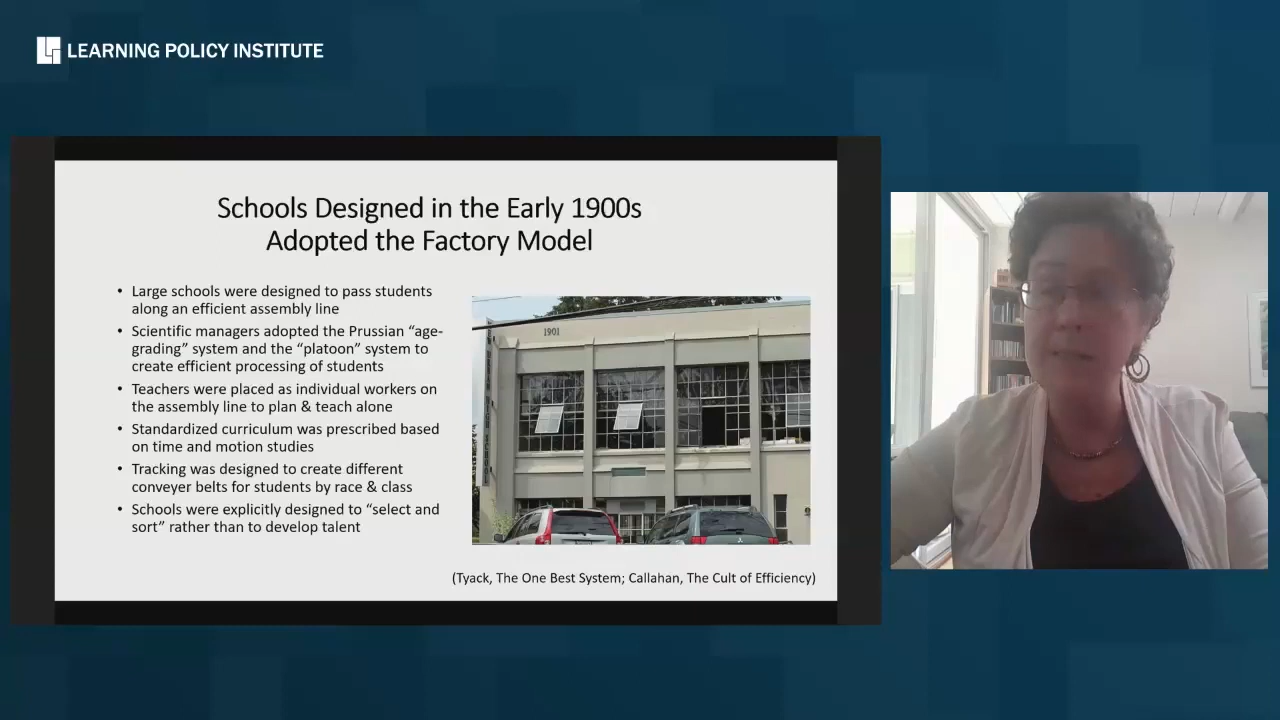 LEARNING POLICY INSTITUTE
Schools Designed in the Early 1900s
Adopted the Factory Model
• Large schools were designed to pass students
along an efficient assembly line
• Scientific managers adopted the Prussian “age-
grading” system and the “platoon” system to
create efficient processing of students
• Teachers were placed as individual workers on
the assembly line to plan & teach alone
• Standardized curriculum was prescribed based
on time and motion studies
• Tracking was designed to create different
conveyer belts for students by race & class
• Schools were explicitly designed to “select and
sort” rather than to develop talent
1901
(Tyack, The One Best System; Callahan, The Cult of Efficiency)